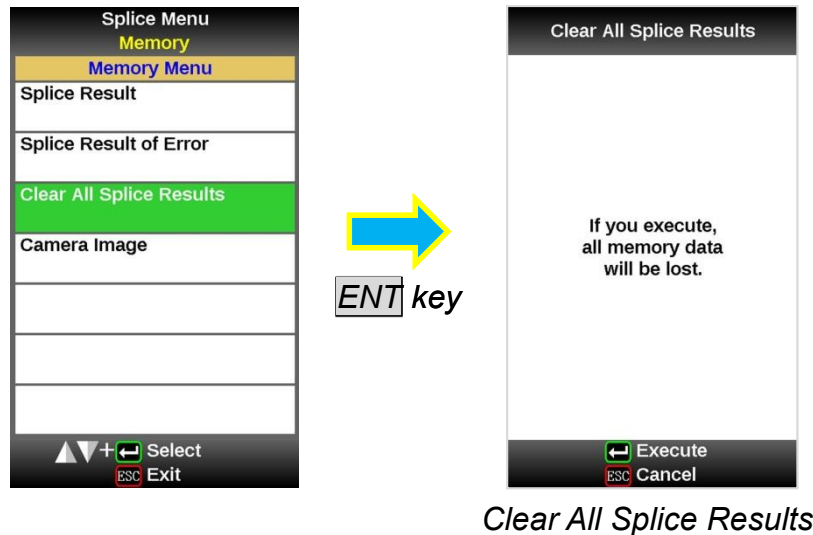 Splice Menu
Memory
Memory Menu
Splice Result
Splice Result of Error
Clear All Splice Results
Camera Image
+ Select
ESC Exit
ENT key
Clear All Splice Results
If you execute,
all memory data
will be lost.
Execute
ESC Cancel
Clear All Splice Results